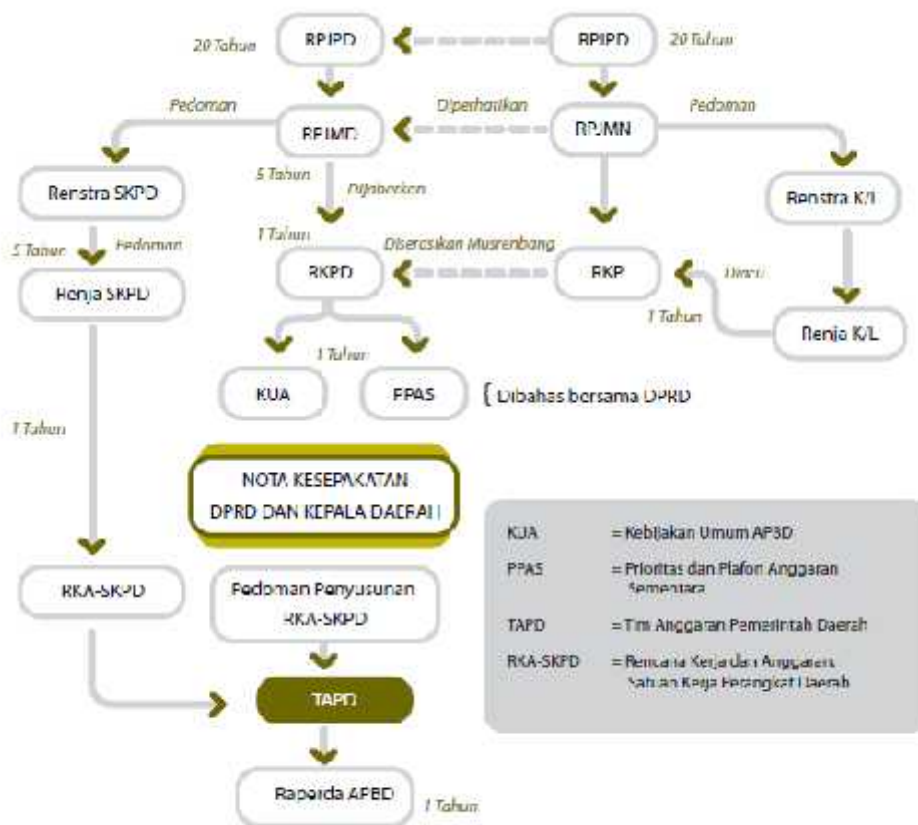 20 Tahun
RPJPD
RPJPD
20 Tahun
Pedoman
Diperhatikan
Pedoman
RPJMD
RPJMN
5 Tahun
Dijabarkan
Renstra SKPD
Renstra K/L
5 Tahun
Pedoman
1 Tahun
Diserasikan Musrenbang
RKPD
RKP
Diacu
Renja SKPD
1 Tahun
Renja K/L
1 Tahun
KUA
PPAS
{ Dibahas bersama DPRD
1 Tahun
NOTA KESEPAKATAN
DPRD DAN KEPALA DAERAH
KUA = Kebijakan Umum APBD
PPAS = Prioritas dan Plafon Anggaran
Sementara
TAPD = Tim Anggaran Pemerintah Daerah
RKA-SKPD = Rencana Kerja dan Anggaran
Satuan Kerja Perangkat Daerah
RKA-SKPD
Pedoman Penyusunan
RKA-SKPD
TAPD
Raperda APBD
1 Tahun